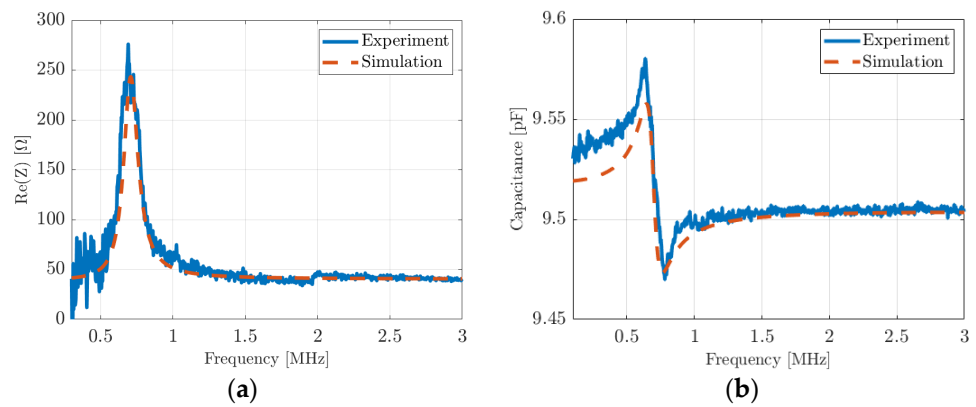 300
250
200
150
100
50
0
Re(Z) [Ω]
Experiment
Simulation
0.5 1 1.5 2 2.5 3
Frequency [MHz]
(a)
9.6
9.55
9.5
9.45
Capacitance [pF]
Experiment
Simulation
0.5 1 1.5 2 2.5 3
Frequency [MHz]
(b)